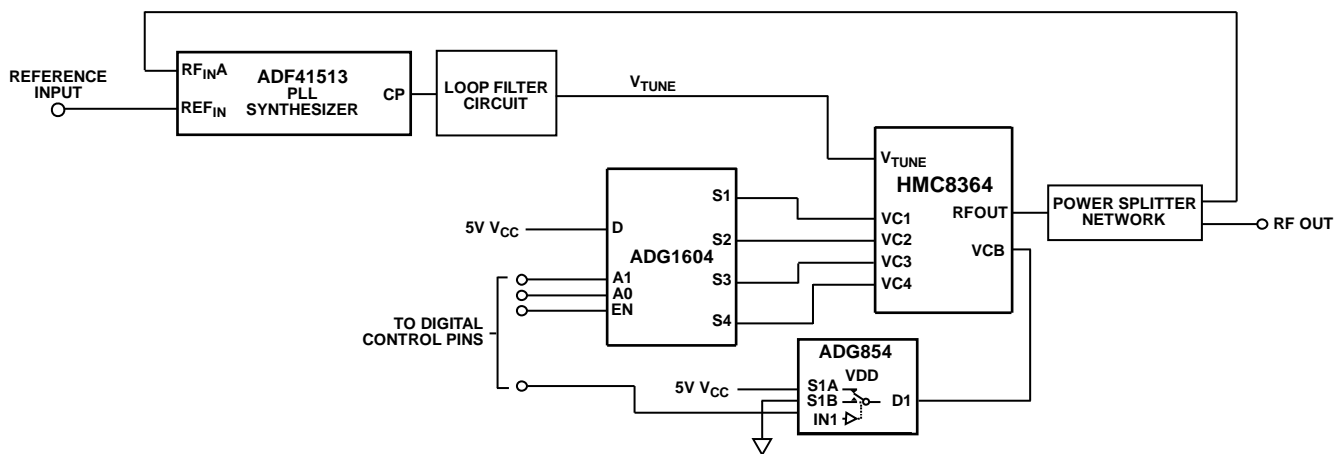 REFERENCE
INPUT
RFINA
REFIN
ADF41513
PLL
SYNTHESIZER
CP
LOOP FILTER
CIRCUIT
VTUNE
VTUNE
HMC8364
VC1
VC2
VC3
VC4
RFOUT
VCB
POWER SPLITTER
NETWORK
RF OUT
5V VCC
D
ADG1604
A1
A0
EN
S1
S2
S3
S4
TO DIGITAL
CONTROL PINS
ADG854
5V VCC
S1A
VDD
S1B
IN1
D1